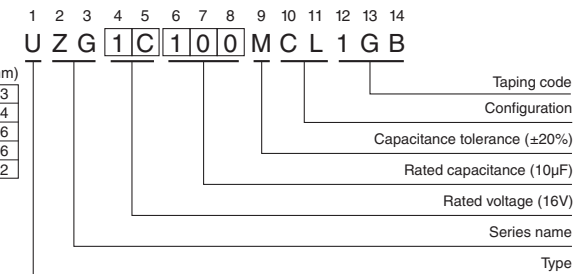 1 2 3 4 5 6 7 8 9 10 11 12 13 14
U Z G 1 C 1 0 0 M C L 1 G B
m)
3
4
6
6
2
Taping code
Configuration
Capacitance tolerance (±20%)
Rated capacitance (10µF)
Rated voltage (16V)
Series name
Type